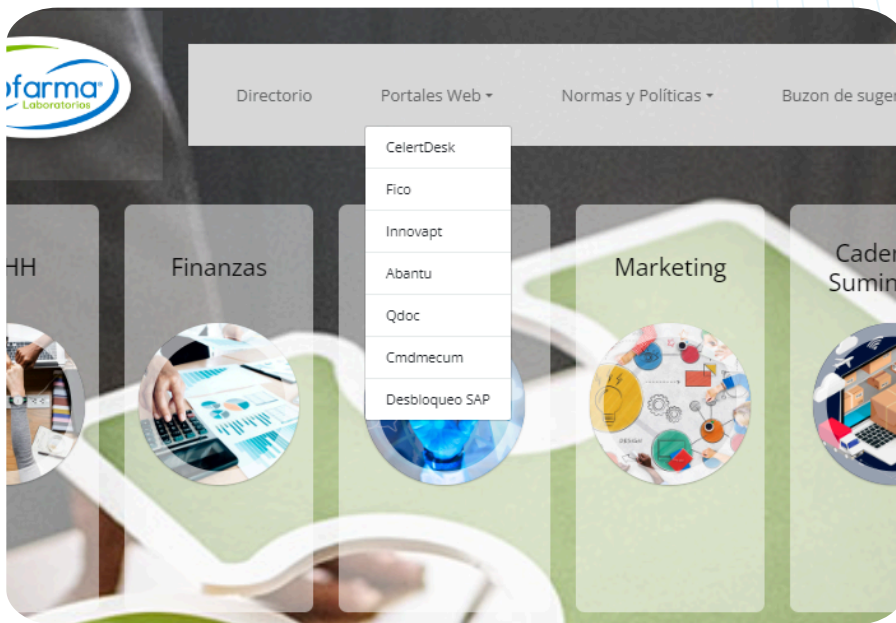 farma
Laboratorios
Directorio
Portales Web
Normas y Políticas
Buzon de suger
CelertDesk
Fico
Innovapt
Abantu
Qdoc
Cmdmecum
Desbloqueo SAP
HH
Finanzas
Marketing
Cader
Sumin
DESIGN